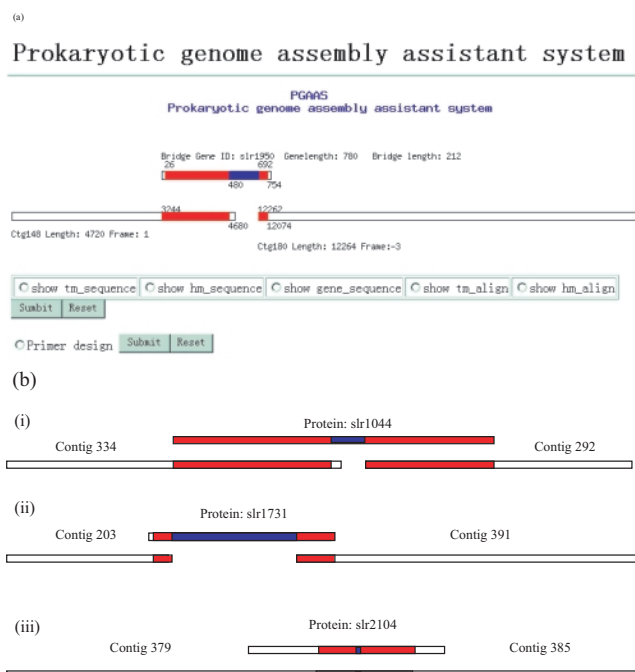 (a)
Prokaryotic genome assembly assistant system
PGAAS
Prokaryotic genome assembly assistant system
Bridge Gene ID: slr1950 Genelength: 780 Bridge length: 212
26 692
480 754
3244 12262
4680 12074
Ctg148 Length: 4720 Frame: 1
Ctg180 Length: 12264 Frame:-3
show tm_sequence show hm_sequence show gene_sequence show tm_align show hm_align
Sumbit Reset
Primer design Submit Reset
(b)
(i)
Protein: slr1044
Contig 334 Contig 292
(ii)
Protein: slr1731
Contig 203 Contig 391
(iii)
Protein: slr2104
Contig 379 Contig 385